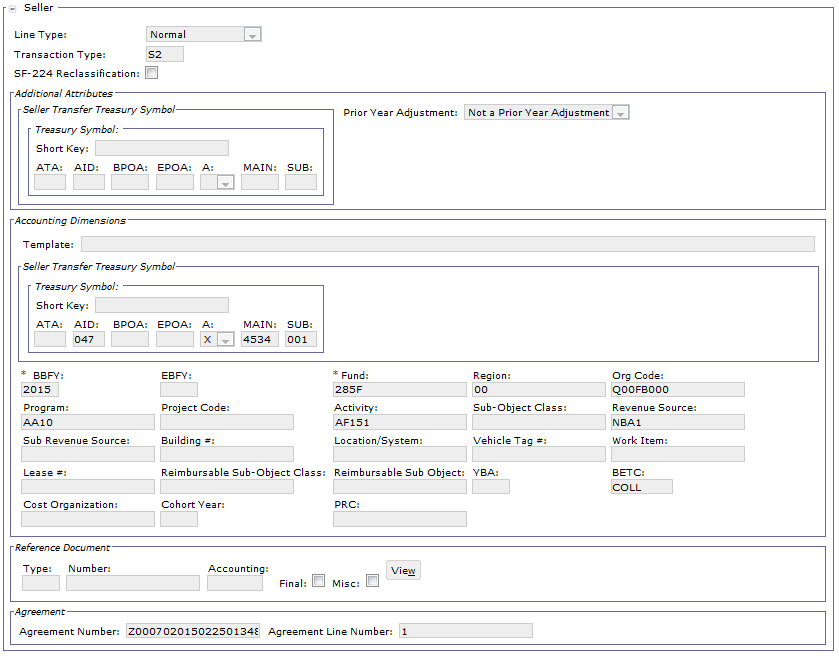 Seller
Line Type: Normal
Transaction Type: S2
SF-224 Reclassification:
Additional Attributes
Seller Transfer Treasury Symbol
Prior Year Adjustment: Not a Prior Year Adjustment
Treasury Symbol:
Short Key:
ATA: AID: BPOA: EPOA: A: MAIN: SUB:
Accounting Dimensions
Template:
Seller Transfer Treasury Symbol
Treasury Symbol:
Short Key:
ATA: AID: BPOA: EPOA: A: MAIN: SUB:
047 X 4534 001
* BBFY: EBFY: * Fund: Region: Org Code:
2015 285F 00 Q00FB000
Program: Project Code: Activity: Sub-Object Class: Revenue Source:
AA10 AF151 NBA1
Sub Revenue Source: Building #: Location/System: Vehicle Tag #: Work Item:
Lease #: Reimbursable Sub-Object Class: Reimbursable Sub Object: YBA: BETC:
COLL
Cost Organization: Cohort Year: PRC:
Reference Document
Type: Number: Accounting: Final: Misc: View
Agreement
Agreement Number: Z000702015022501348 Agreement Line Number: 1